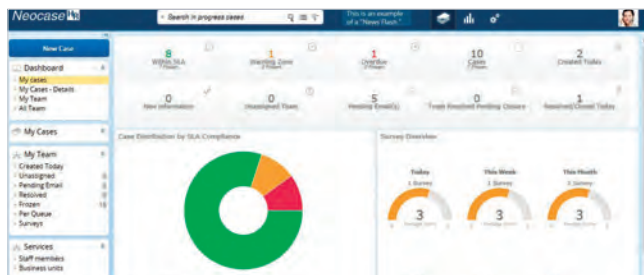 Neocase
Search in progress cases
This is an example
of a "News Flash."
New Case
Dashboard
My cases
My Cases - Details
My Team
All Team
My Cases
My Team
Created Today
Unassigned
Pending Email
Resolved
Frozen
Per Queue
Surveys
Services
Staff members
Business units
8
Within SLA
1
Warning Zone
1
Overdue
10
Cases
2
Created Today
0
New Information
0
Unassigned Team
5
Pending Email(s)
0
Team Resolved Pending Closure
1
Resolved/Closed Today
Case Distribution by SLA Compliance
Survey Overview
Today
1 Survey
3
This Week
3
This Month
3